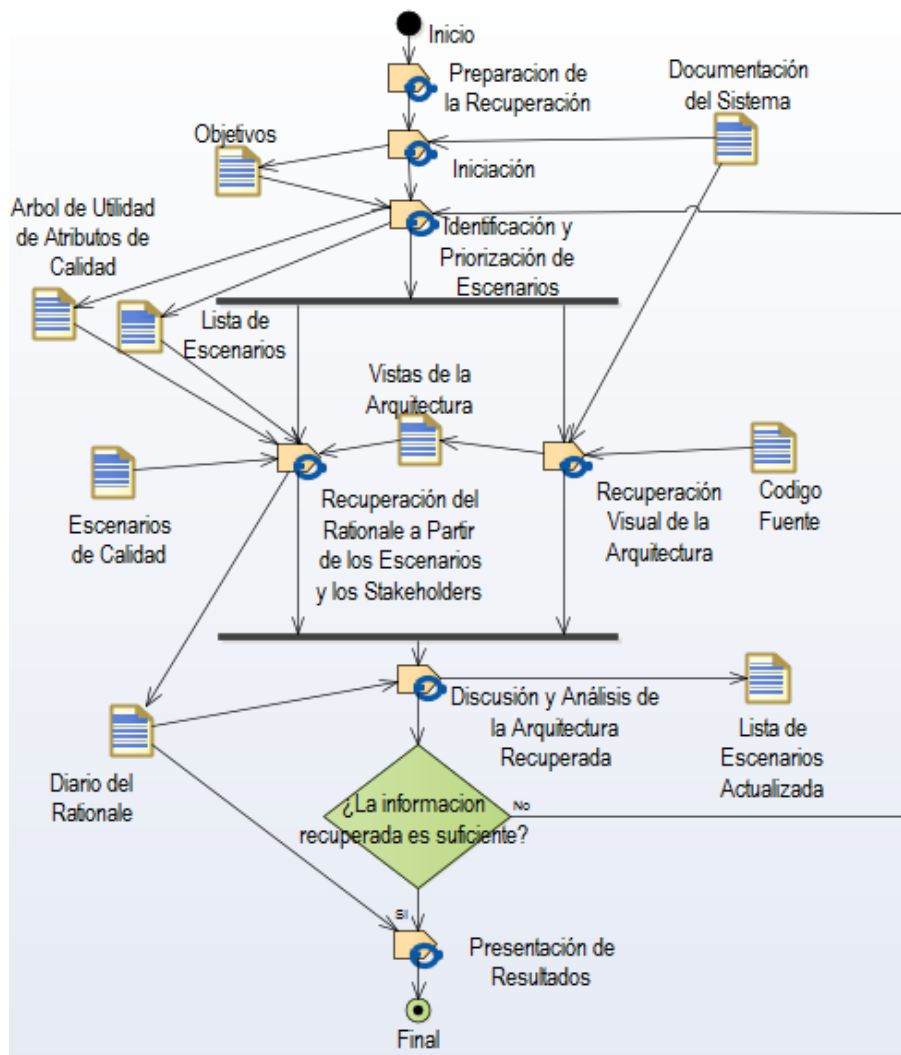 Inicio
Preparacion de
la Recuperación
Documentación
del Sistema
Objetivos
Iniciación
Arbol de Utilidad
de Atributos de
Calidad
Identificación y
Priorización de
Escenarios
Lista de
Escenarios
Vistas de la
Arquitectura
Escenarios
de Calidad
Recuperación del
Rationale a Partir
de los Escenarios
y los Stakeholders
Recuperación
Visual de la
Arquitectura
Codigo
Fuente
Discusión y Análisis de
la Arquitectura
Recuperada
Lista de
Escenarios
Actualizada
Diario del
Rationale
¿La informacion
recuperada es suficiente?
No
SI
Presentación de
Resultados
Final